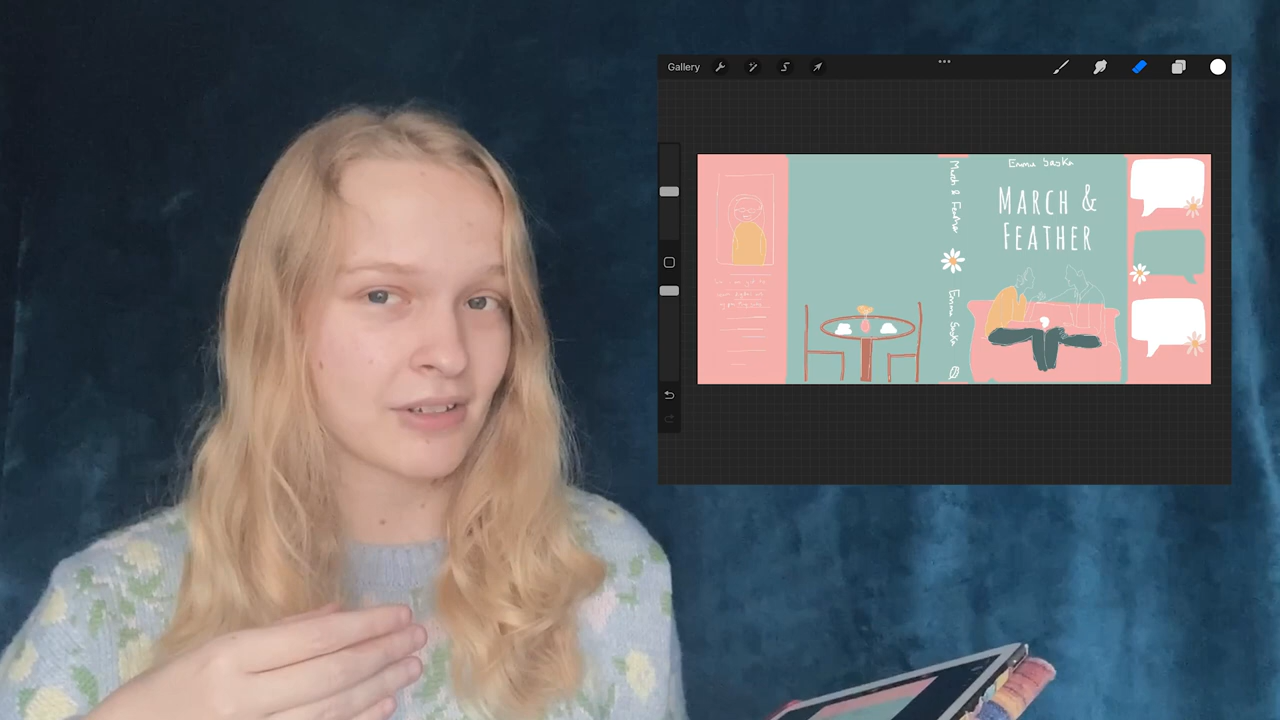 Gallery
Emma Saska
MARCH &
FEATHER
March & Feather
Emma Saska